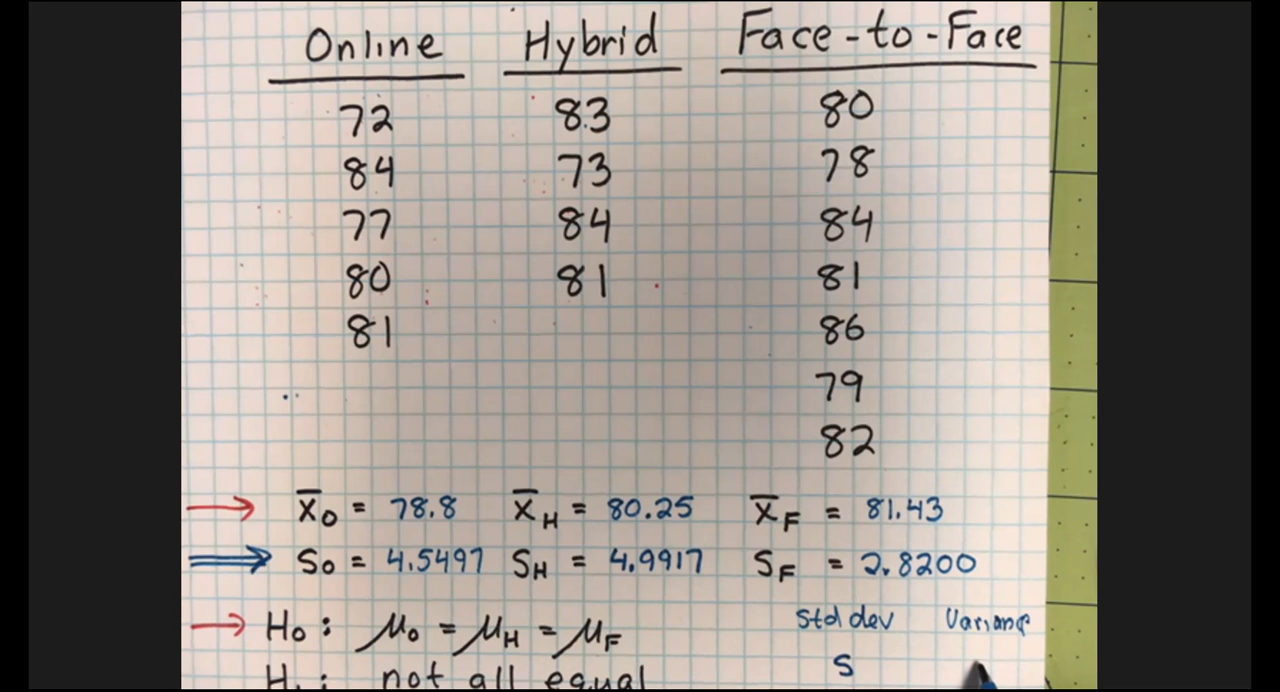 Online Hybrid Face-to-Face
72 83 80
84 73 78
77 84 84
80 81 81
81 86
79
82
x̄O = 78.8 x̄H = 80.25 x̄F = 81.43
SO = 4.5497 SH = 4.9917 SF = 2.8200
Ho: μo = μH = μF
Std dev Variance
S
H₁: not all equal